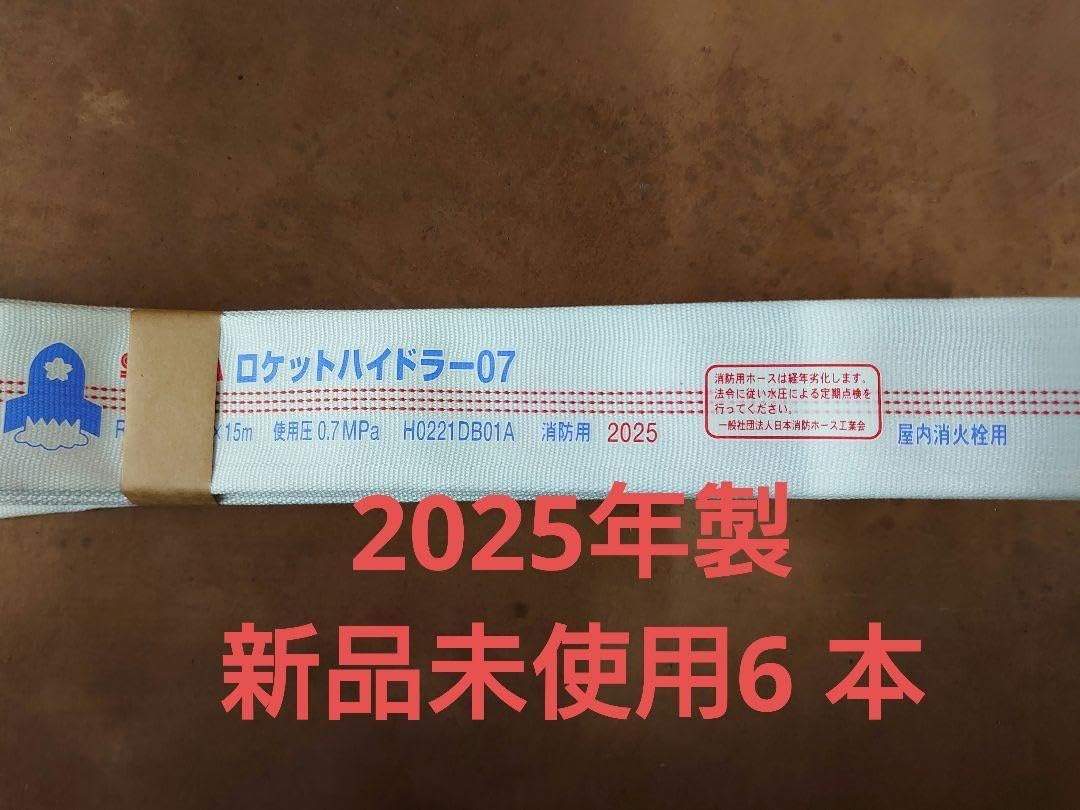 ロケットハイドラー07
×15m 使用圧 0.7MPa H0221DB01A 消防用 2025
消防用ホースは経年劣化します。
法令に従い水圧による定期点検を
行ってください。
一般社団法人日本消防ホース工業会
屋内消火栓用
2025年製
新品未使用6 本